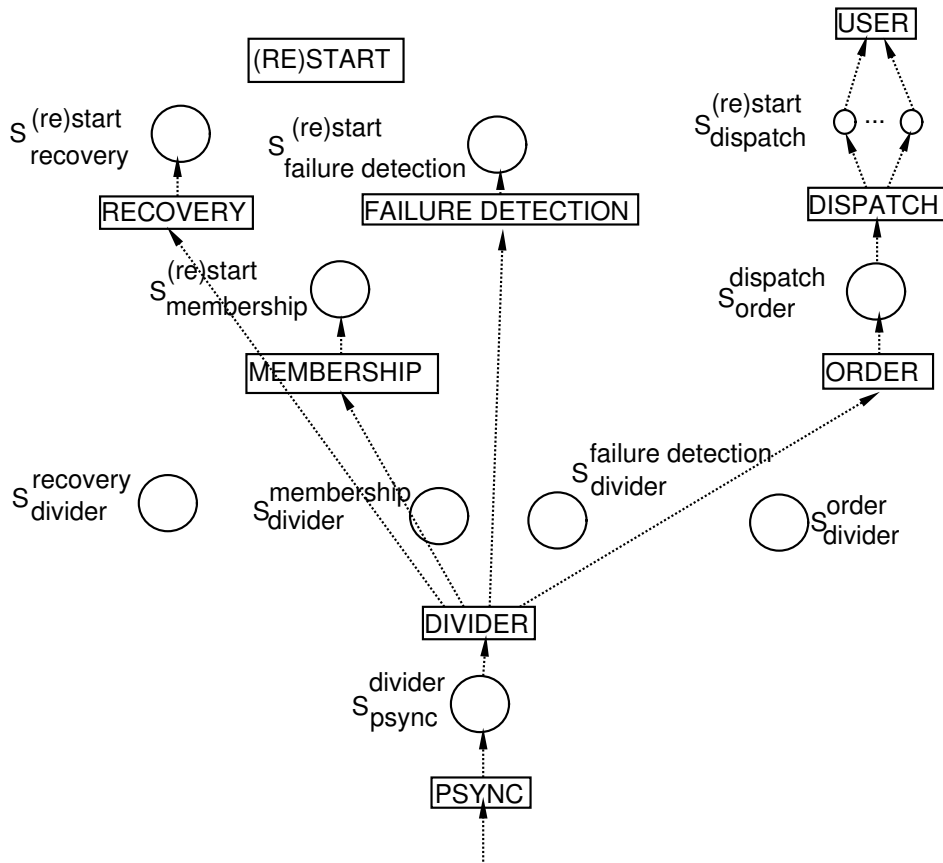 USER
(RE)START
S (re)start recovery
S (re)start failure detection
S (re)start dispatch
...
RECOVERY
FAILURE DETECTION
DISPATCH
S (re)start membership
S dispatch order
MEMBERSHIP
ORDER
S recovery divider
S membership divider
S failure detection divider
S order divider
DIVIDER
S divider psync
PSYNC